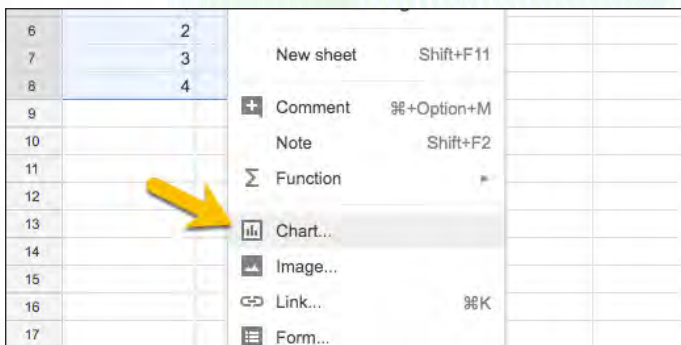 6 2
7 3 New sheet Shift+F11
8 4
9 Comment ⌘+Option+M
10 Note Shift+F2
11 Σ Function ►
12
13 Chart...
14 Image...
15
16 Link... ⌘K
17 Form...